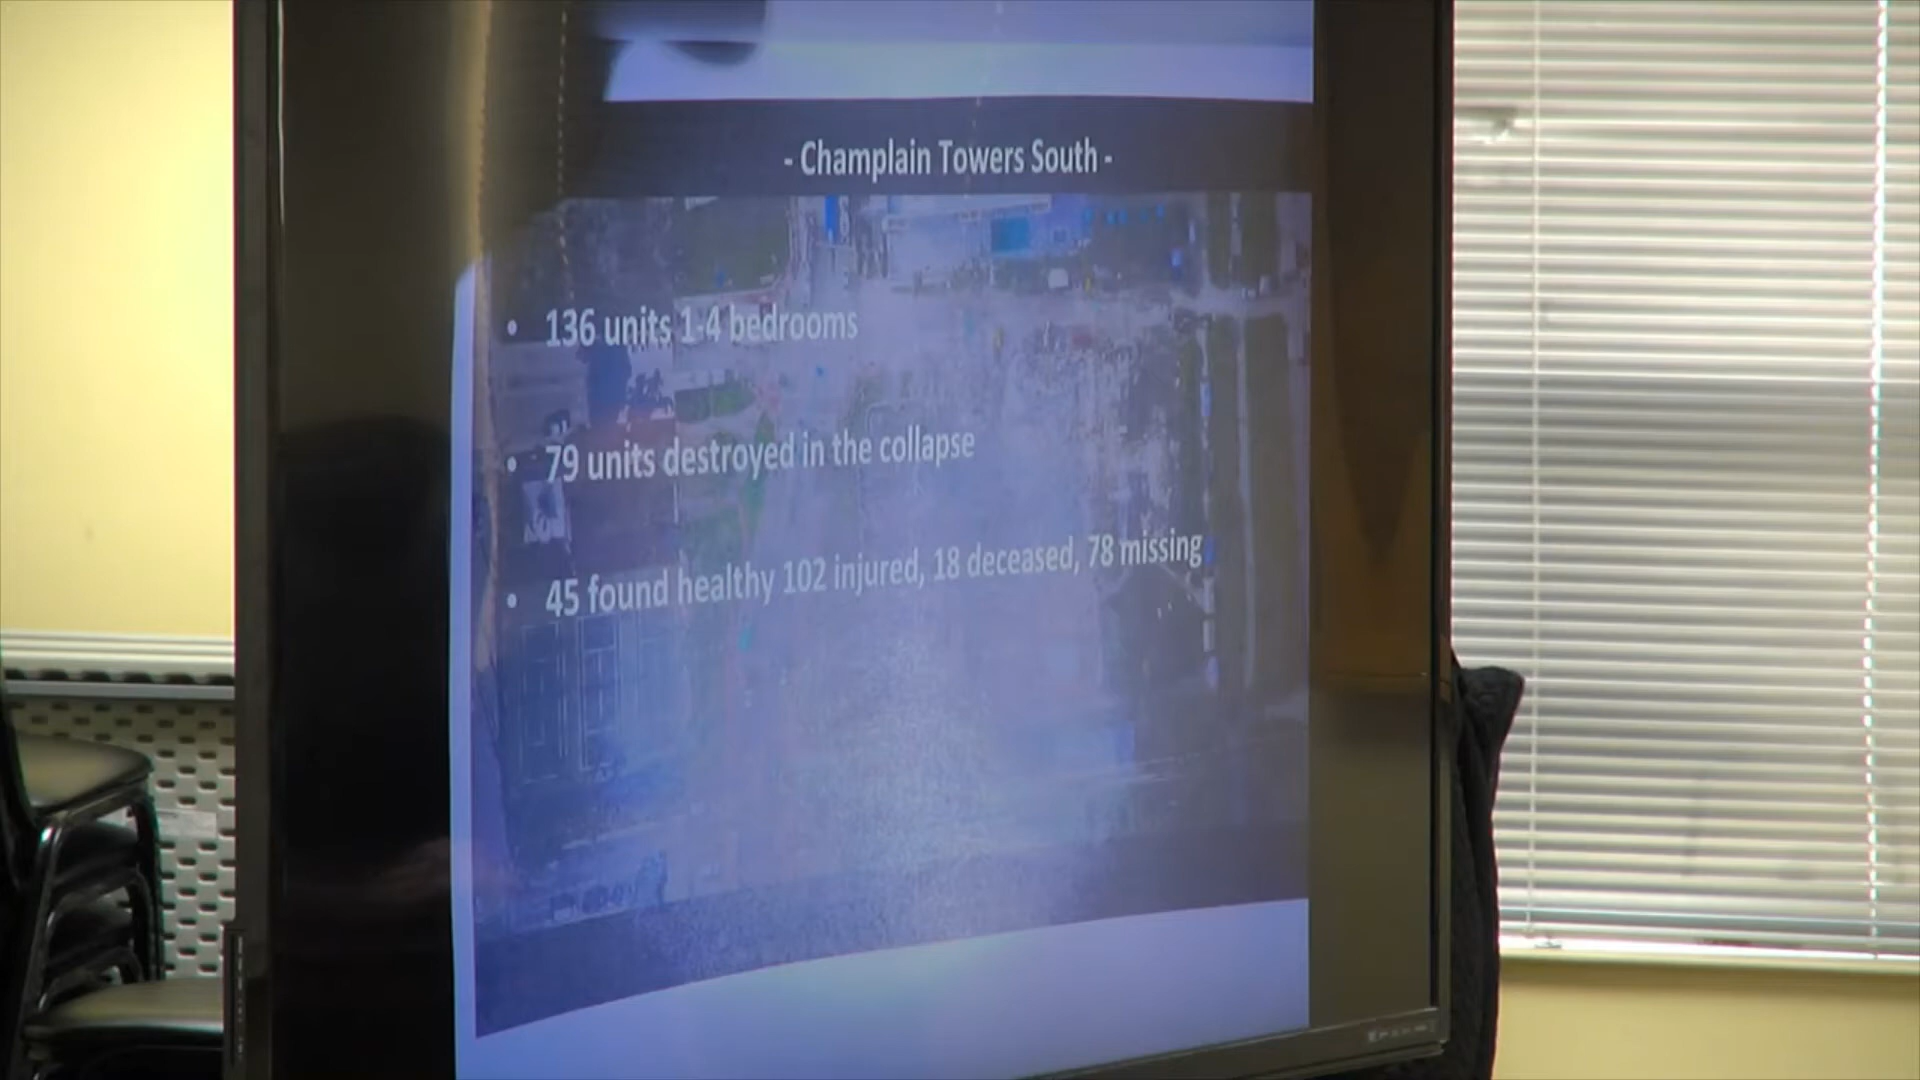 - Champlain Towers South -
• 136 units 1-4 bedrooms
• 79 units destroyed in the collapse
• 45 found healthy 102 injured, 18 deceased, 78 missing